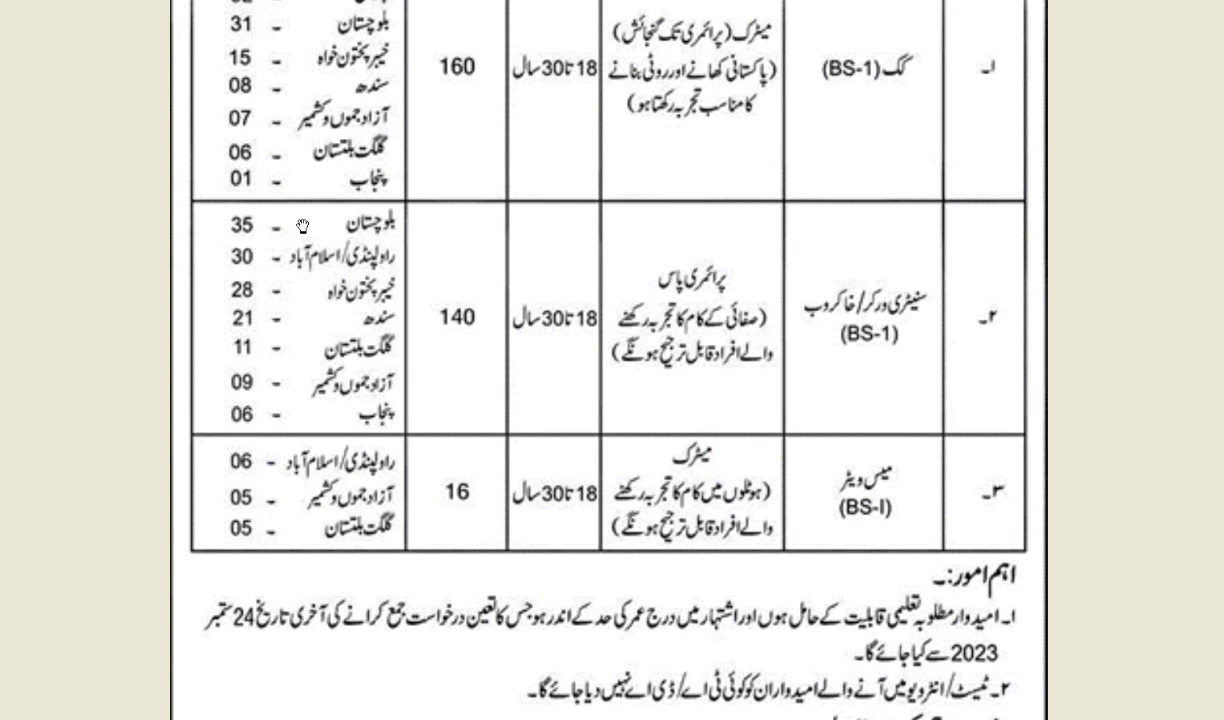 ۱۔ کک (BS-1) میٹرک (پرائمری تک گنجائش) 18 تا 30 سال 160
(پاکستانی کھانے اور روٹی بنانے
کا مناسب تجربہ رکھتا ہو)
بلوچستان - 31
خیبر پختون خواہ - 15
سندھ - 08
آزاد جموں و کشمیر - 07
گلگت بلتستان - 06
پنجاب - 01
۲۔ سینٹری ورکر/خاکروب
(BS-1)
پرائمری پاس
(صفائی کے کام کا تجربہ رکھنے
والے افراد قابل ترجیح ہونگے)
18 تا 30 سال
140
بلوچستان - 35
راولپنڈی/اسلام آباد - 30
خیبر پختون خواہ - 28
سندھ - 21
گلگت بلتستان - 11
آزاد جموں و کشمیر - 09
پنجاب - 06
۳۔ میس ویٹر
(BS-I)
میٹرک
(ہوٹلوں میں کام کا تجربہ رکھنے
والے افراد قابل ترجیح ہونگے)
18 تا 30 سال
16
راولپنڈی/اسلام آباد - 06
آزاد جموں و کشمیر - 05
گلگت بلتستان - 05
اہم امور:۔
۱۔ امیدوار مطلوبہ تعلیمی قابلیت کے حامل ہوں اور اشتہار میں درج عمر کی حد کے اندر ہو جس کا تعین درخواست جمع کرانے کی آخری تاریخ 24 ستمبر
2023 سے کیا جائے گا۔
۲۔ ٹیسٹ/انٹرویو میں آنے والے امیدواران کو کوئی ٹی اے/ڈی اے نہیں دیا جائے گا۔